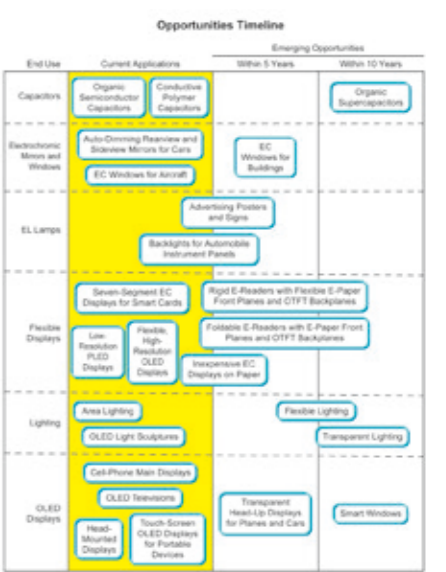 Opportunities Timeline
Emerging Opportunities
End Use
Current Applications
Within 5 Years
Within 10 Years
Capacitors
Organic
Semiconductor
Capacitors
Conductive
Polymer
Capacitors
Organic
Supercapacitors
Electrochromic
Mirrors and
Windows
Auto-Dimming Rearview and
Sideview Mirrors for Cars
EC Windows for Aircraft
EC
Windows for
Buildings
EL Lamps
Advertising Posters
and Signs
Backlights for Automobile
Instrument Panels
Flexible
Displays
Seven-Segment EC
Displays for Smart Cards
Rigid E-Readers with Flexible E-Paper
Front Planes and OTFT Backplanes
Low-
Resolution
PLED
Displays
Flexible,
High-
Resolution
OLED
Displays
Foldable E-Readers with E-Paper Front
Planes and OTFT Backplanes
Inexpensive EC
Displays on Paper
Lighting
Area Lighting
Flexible Lighting
OLED Light Sculptures
Transparent Lighting
OLED
Displays
Cell-Phone Main Displays
OLED Televisions
Head-
Mounted
Displays
Touch-Screen
OLED Displays
for Portable
Devices
Transparent
Head-Up Displays
for Planes and Cars
Smart Windows